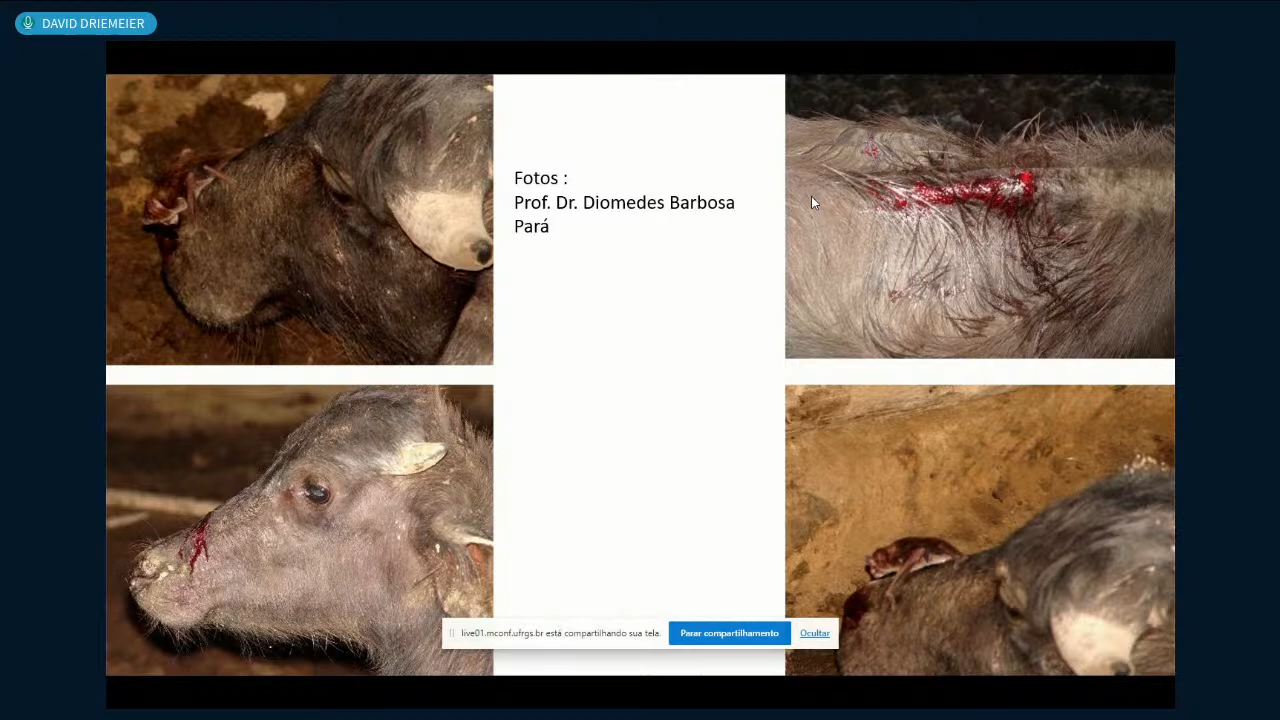 DAVID DRIEMEIER
Fotos :
Prof. Dr. Diomedes Barbosa
Pará
live01.mconf.ufrgs.br está compartilhando sua tela.
Parar compartilhamento
Ocultar